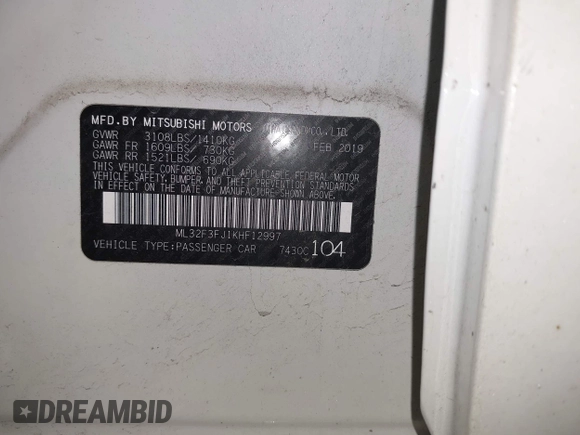 MFD.BY MITSUBISHI MOTORS CO., LTD.
GVWR 3108LBS/1410KG FEB 2019
GAWR FR 1609LBS/ 730KG
GAWR RR 1521LBS/ 690KG
THIS VEHICLE CONFORMS TO ALL APPLICABLE FEDERAL MOTOR
VEHICLE SAFETY, BUMPER, AND THEFT PREVENTION STANDARDS
IN EFFECT ON THE DATE OF MANUFACTURE SHOWN ABOVE.
ML32F3FJ1KHF12997
VEHICLE TYPE:PASSENGER CAR 7430C 104
DREAMBID